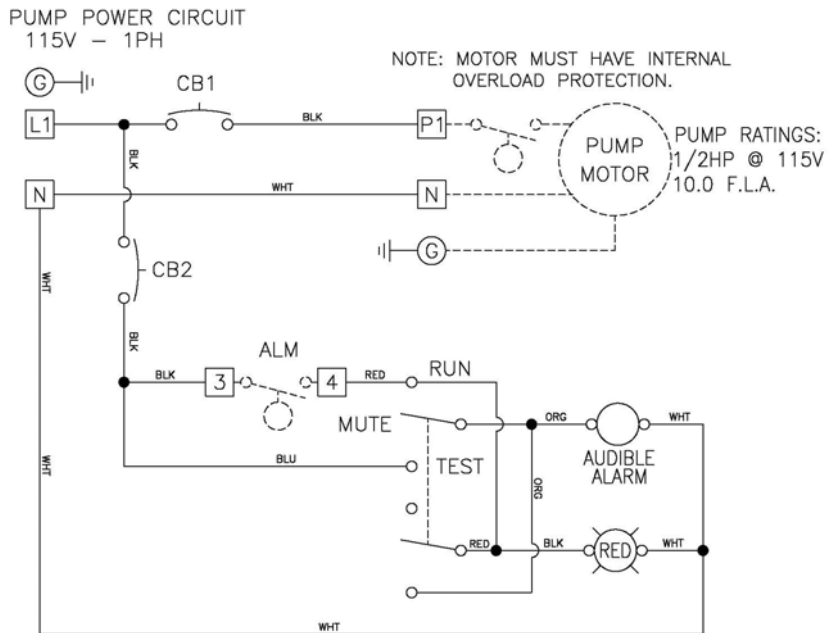 PUMP POWER CIRCUIT
115V – 1PH
NOTE: MOTOR MUST HAVE INTERNAL
OVERLOAD PROTECTION.
G
CB1
L1
BLK
P1
PUMP
MOTOR
PUMP RATINGS:
1/2HP @ 115V
10.0 F.L.A.
BLK
N
WHT
N
G
WHT
CB2
BLK
ALM
BLK
3
4
RED
RUN
MUTE
ORG
WHT
AUDIBLE
ALARM
WHT
BLU
TEST
ORG
RED
BLK
RED
WHT
WHT